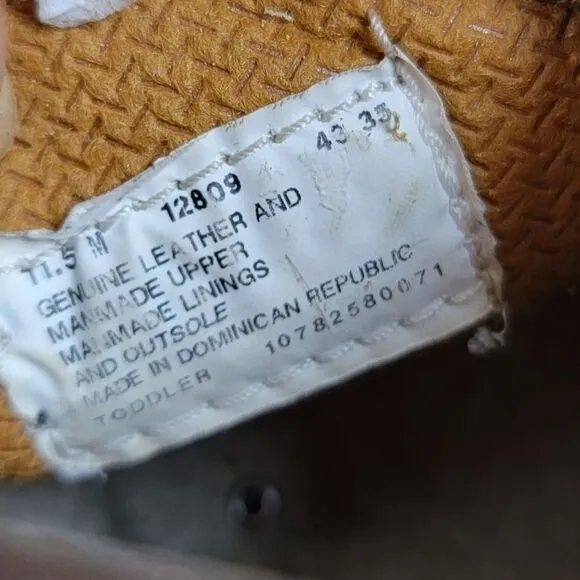 11.5 M 12809 43 35
GENUINE LEATHER AND
MANMADE UPPER
MANMADE LININGS
AND OUTSOLE
MADE IN DOMINICAN REPUBLIC
TODDLER 10782580071